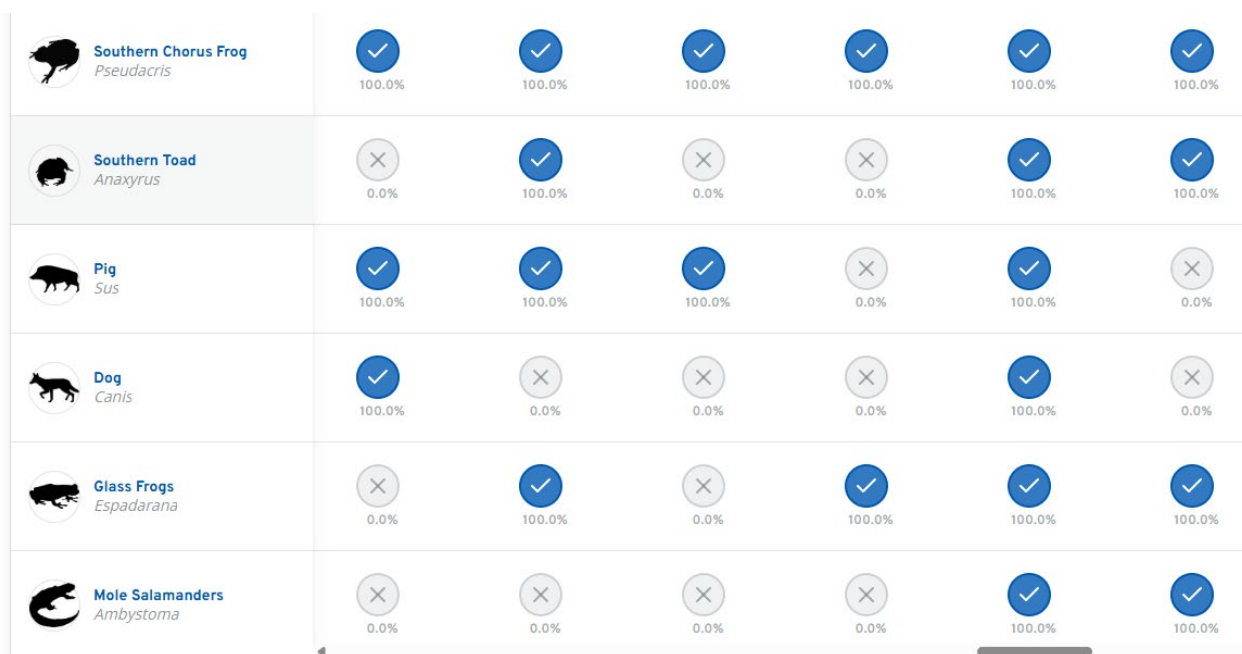 Southern Chorus Frog
Pseudacris
100.0% 100.0% 100.0% 100.0% 100.0% 100.0%
Southern Toad
Anaxyrus
0.0% 100.0% 0.0% 0.0% 100.0% 100.0%
Pig
Sus
100.0% 100.0% 100.0% 0.0% 100.0% 0.0%
Dog
Canis
100.0% 0.0% 0.0% 0.0% 100.0% 0.0%
Glass Frogs
Espadarana
0.0% 100.0% 0.0% 100.0% 100.0% 100.0%
Mole Salamanders
Ambystoma
0.0% 0.0% 0.0% 0.0% 100.0% 100.0%